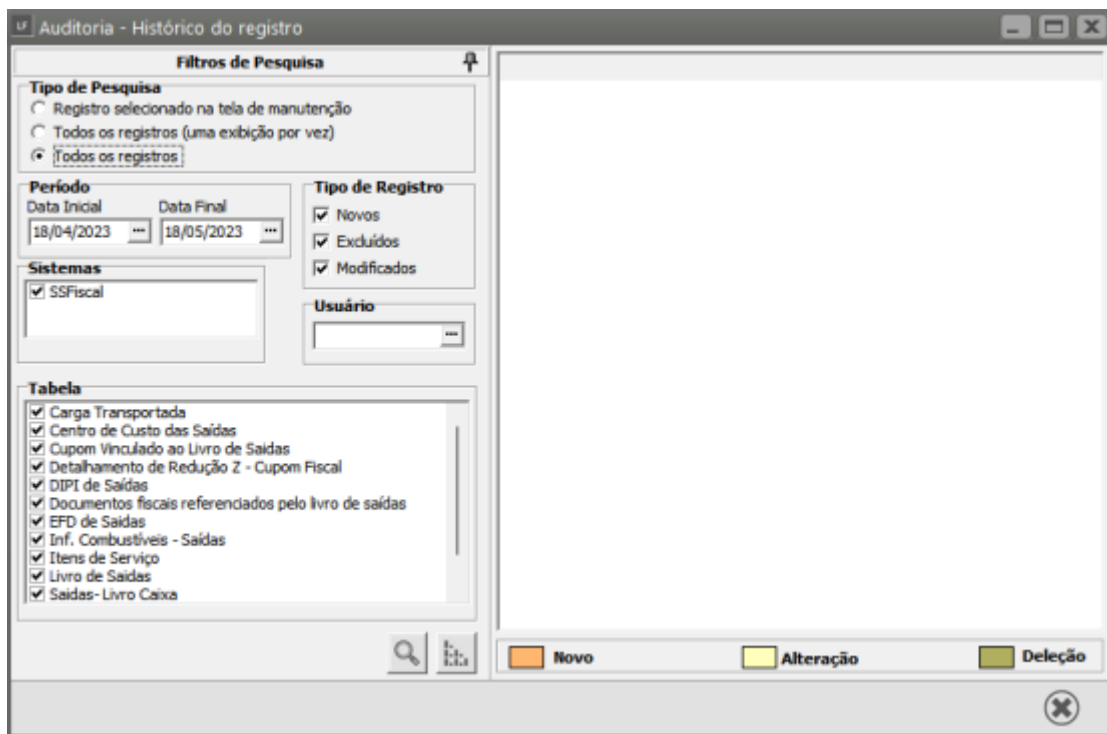 LF Auditoria - Histórico do registro
Filtros de Pesquisa
Tipo de Pesquisa
Registro selecionado na tela de manutenção
Todos os registros (uma exibição por vez)
Todos os registros
Período
Data Inicial Data Final
18/04/2023 ... 18/05/2023 ...
Tipo de Registro
Novos
Excluídos
Modificados
Sistemas
SSFiscal
Usuário
...
Tabela
Carga Transportada
Centro de Custo das Saídas
Cupom Vinculado ao Livro de Saidas
Detalhamento de Redução Z - Cupom Fiscal
DIPI de Saídas
Documentos fiscais referenciados pelo livro de saídas
EFD de Saidas
Inf. Combustíveis - Saídas
Itens de Serviço
Livro de Saidas
Saidas- Livro Caixa
Novo Alteração Deleção